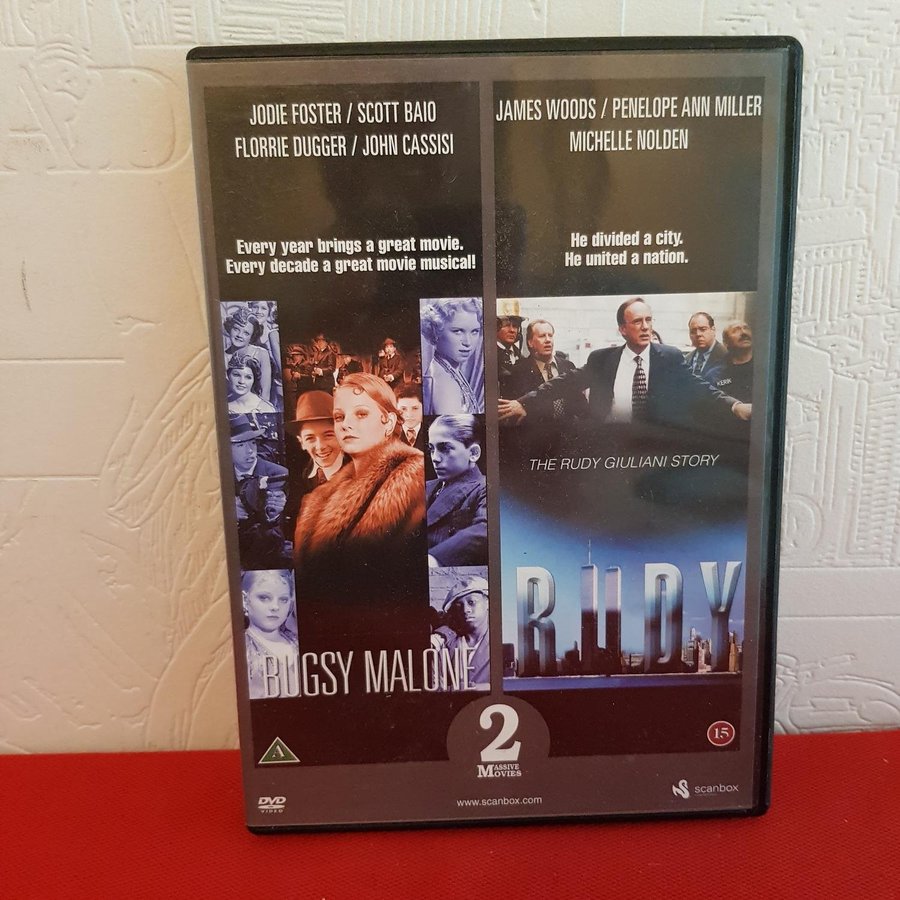 JODIE FOSTER / SCOTT BAIO
FLORRIE DUGGER / JOHN CASSISI
Every year brings a great movie.
Every decade a great movie musical!
BUGSY MALONE
A
JAMES WOODS / PENELOPE ANN MILLER
MICHELLE NOLDEN
He divided a city.
He united a nation.
KERIK
THE RUDY GIULIANI STORY
RUDY
15
2
MASSIVE
MOVIES
DVD
VIDEO
www.scanbox.com
scanbox